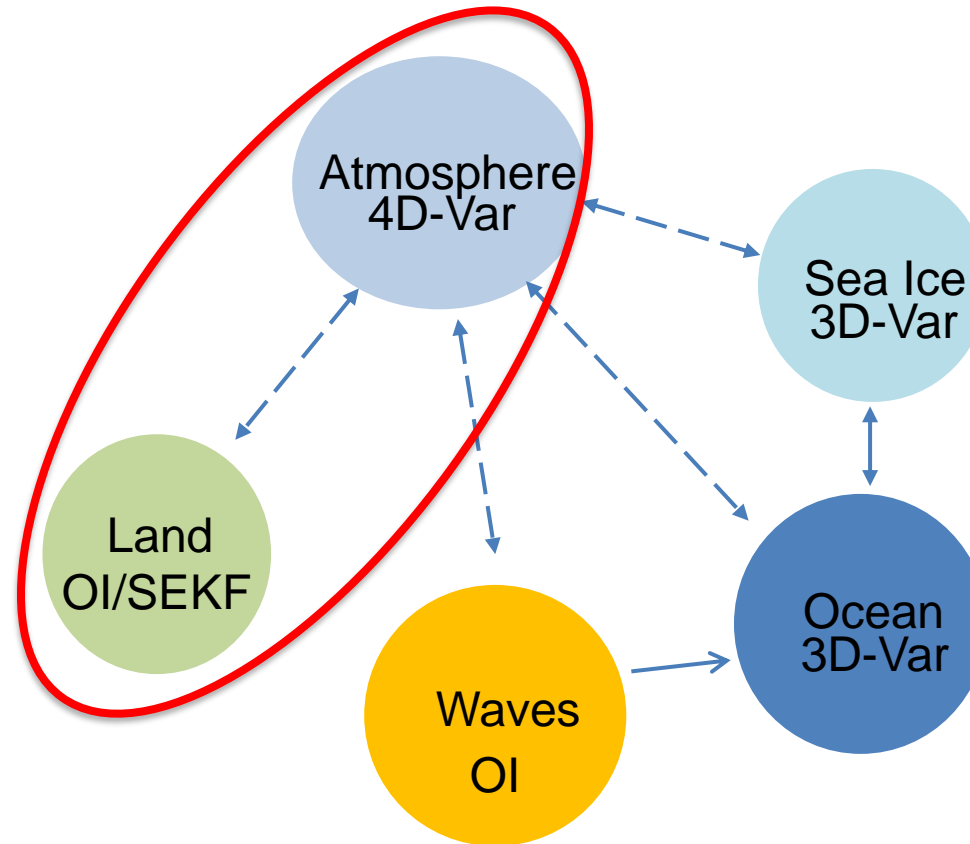 Atmosphere
4D-Var
Sea Ice
3D-Var
Land
OI/SEKF
Ocean
3D-Var
Waves
OI